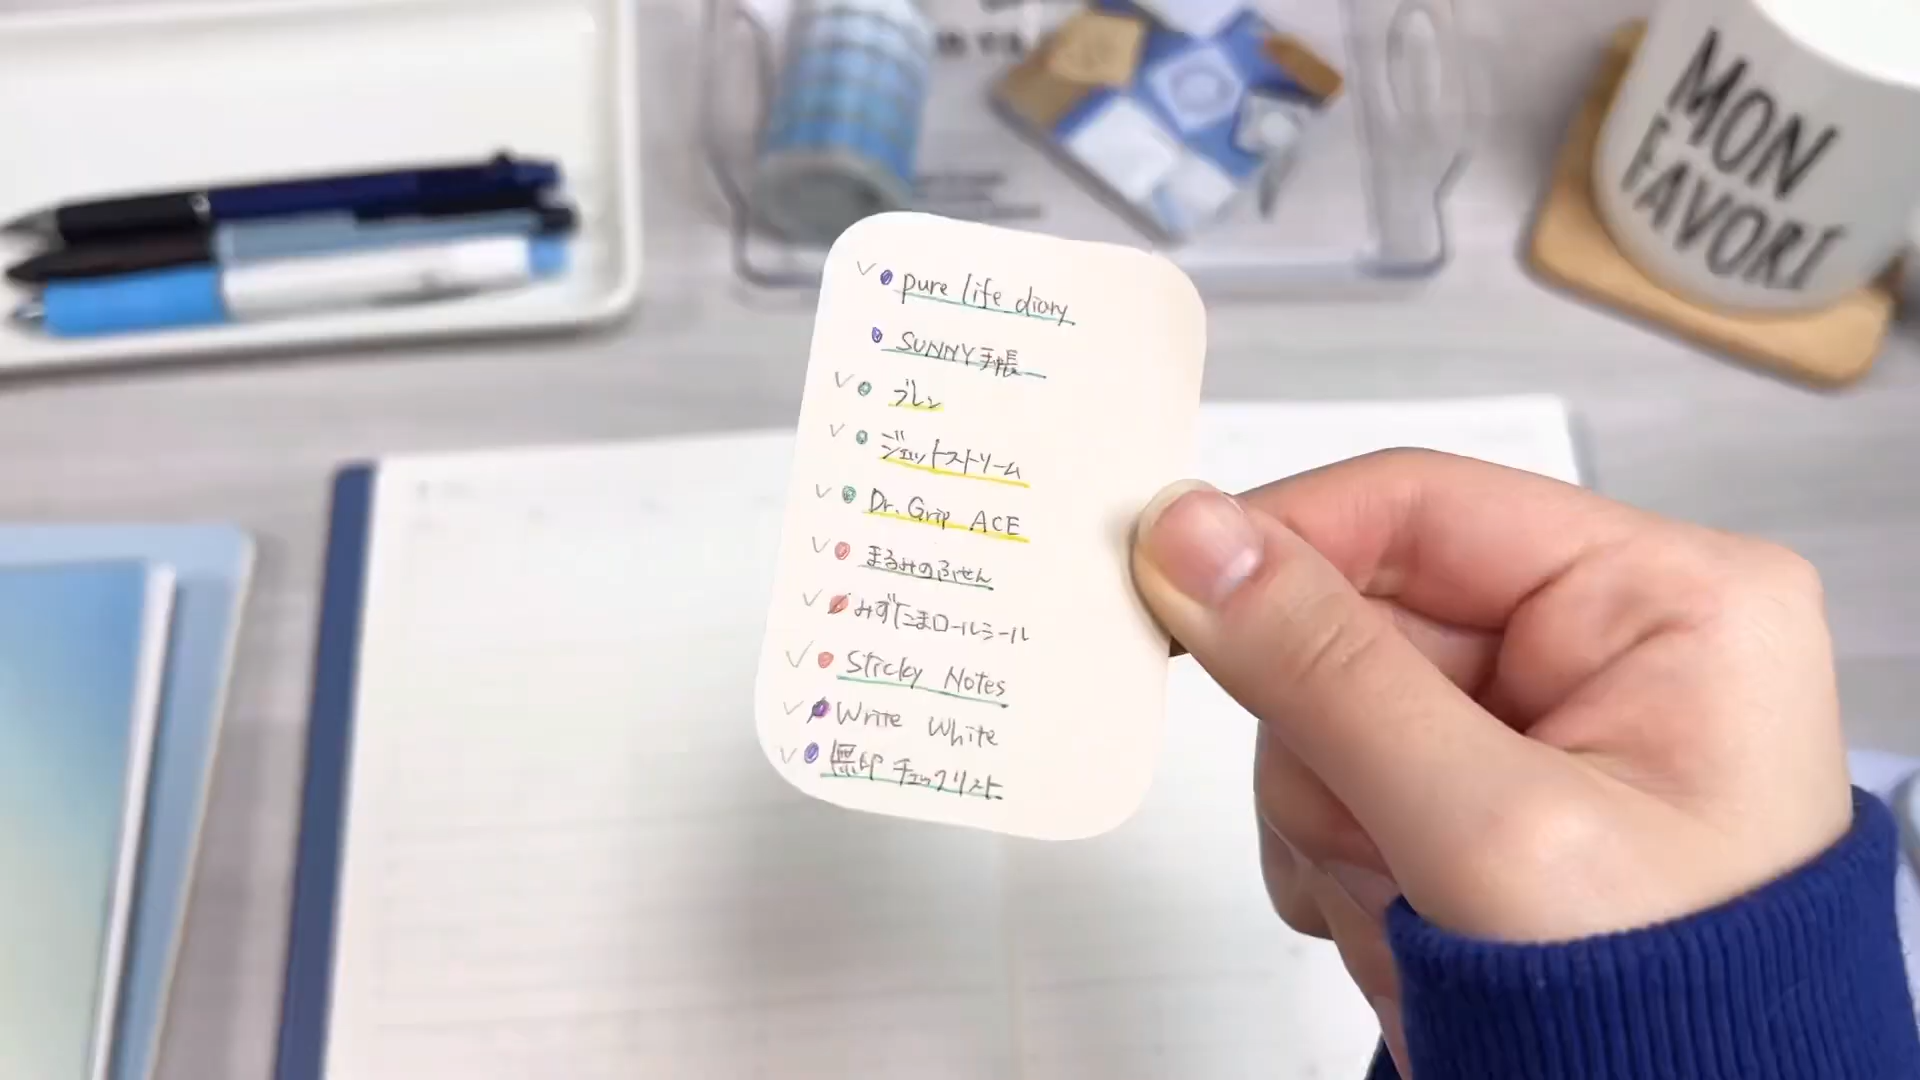 pure life diary
SUNNY手帳
ブレン
ジェットストリーム
Dr. Grip ACE
まるみのふせん
みずたまロールシール
Sticky Notes
Write White
無印チェックリスト
MON
FAVORI